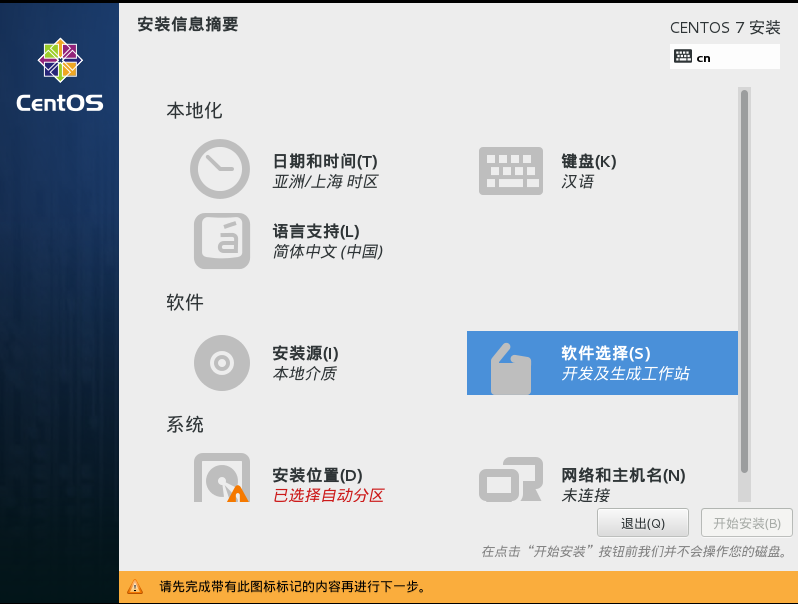 安装信息摘要
CENTOS 7 安装
cn
CentOS
本地化
日期和时间(T)
亚洲/上海 时区
键盘(K)
汉语
á
语言支持(L)
简体中文 (中国)
软件
安装源(I)
本地介质
软件选择(S)
开发及生成工作站
系统
安装位置(D)
已选择自动分区
网络和主机名(N)
未连接
退出(Q)
开始安装(B)
在点击“开始安装”按钮前我们并不会操作您的磁盘。
请先完成带有此图标标记的内容再进行下一步。